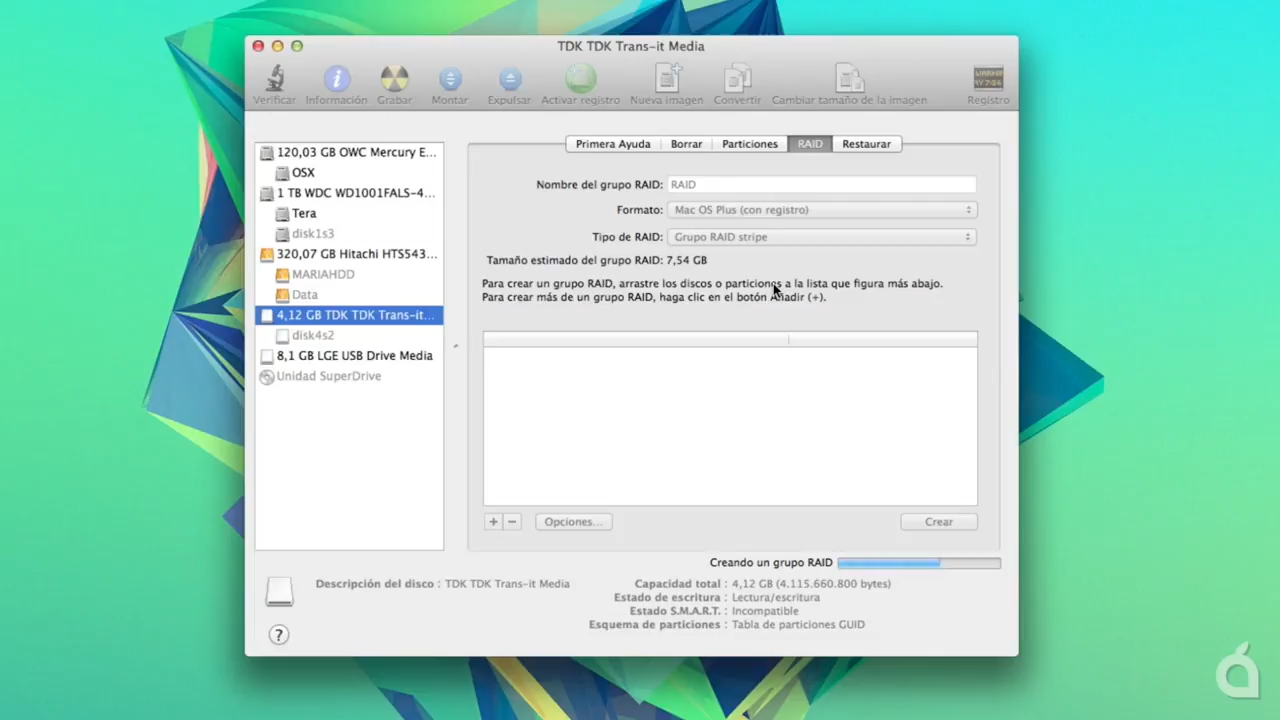 TDK TDK Trans-it Media
Verificar Información Grabar Montar Expulsar Activar registro Nueva imagen Convertir Cambiar tamaño de la imagen Registro
120,03 GB OWC Mercury E...
OSX
1 TB WDC WD1001FALS-4...
Tera
disk1s3
320,07 GB Hitachi HTS543...
MARIAHDD
Data
4,12 GB TDK TDK Trans-it...
disk4s2
8,1 GB LGE USB Drive Media
Unidad SuperDrive
Primera Ayuda Borrar Particiones RAID Restaurar
Nombre del grupo RAID: RAID
Formato: Mac OS Plus (con registro)
Tipo de RAID: Grupo RAID stripe
Tamaño estimado del grupo RAID: 7,54 GB
Para crear un grupo RAID, arrastre los discos o particiones a la lista que figura más abajo.
Para crear más de un grupo RAID, haga clic en el botón Añadir (+).
+ − Opciones... Crear
Creando un grupo RAID
Descripción del disco : TDK TDK Trans-it Media
Capacidad total : 4,12 GB (4.115.660.800 bytes)
Estado de escritura : Lectura/escritura
Estado S.M.A.R.T. : Incompatible
Esquema de particiones : Tabla de particiones GUID
?